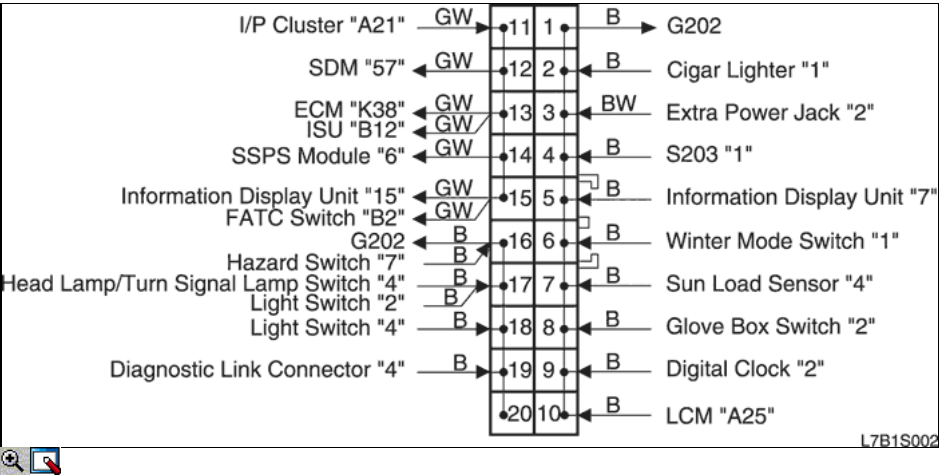 I/P Cluster "A21" GW 11 1 B G202
SDM "57" GW 12 2 B Cigar Lighter "1"
ECM "K38" GW 13 3 BW Extra Power Jack "2"
ISU "B12" GW
SSPS Module "6" GW 14 4 B S203 "1"
Information Display Unit "15" GW 15 5 B Information Display Unit "7"
FATC Switch "B2" GW
G202 B 16 6 B Winter Mode Switch "1"
Hazard Switch "7" B
Head Lamp/Turn Signal Lamp Switch "4" B 17 7 B Sun Load Sensor "4"
Light Switch "2" B
Light Switch "4" B 18 8 B Glove Box Switch "2"
Diagnostic Link Connector "4" B 19 9 B Digital Clock "2"
20 10 B LCM "A25"
L7B1S002